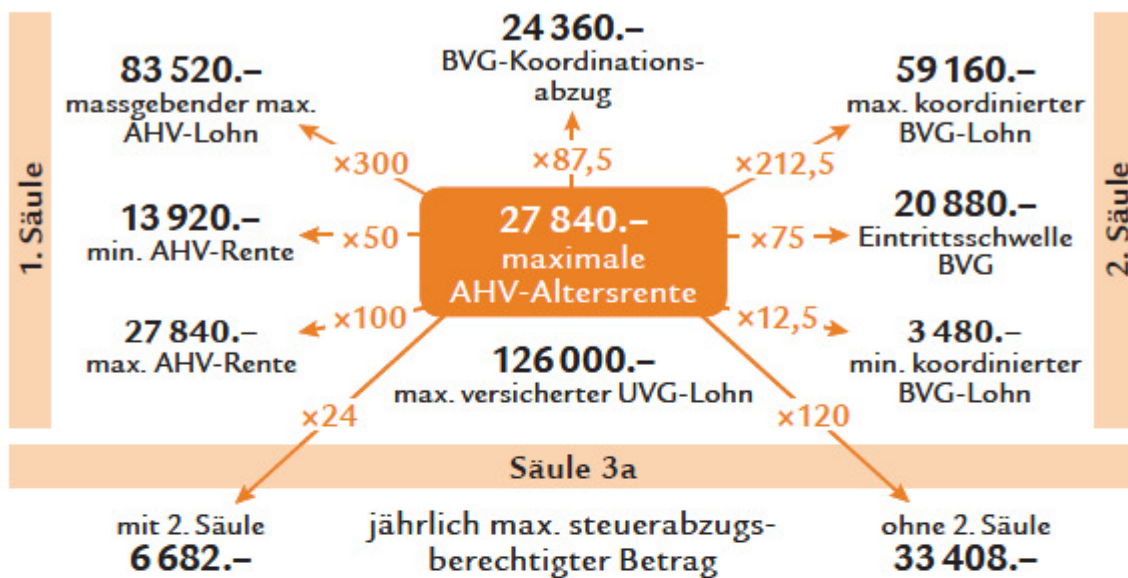 1. Säule
83 520.–
massgebender max.
AHV-Lohn
×300
13 920.–
min. AHV-Rente
×50
27 840.–
max. AHV-Rente
×100
24 360.–
BVG-Koordinations-
abzug
×87,5
27 840.–
maximale
AHV-Altersrente
126 000.–
max. versicherter UVG-Lohn
59 160.–
max. koordinierter
BVG-Lohn
×212,5
20 880.–
Eintrittsschwelle
BVG
×75
3 480.–
min. koordinierter
BVG-Lohn
×12,5
2. Säule
×24
×120
Säule 3a
mit 2. Säule
6 682.–
jährlich max. steuerabzugs-
berechtigter Betrag
ohne 2. Säule
33 408.–